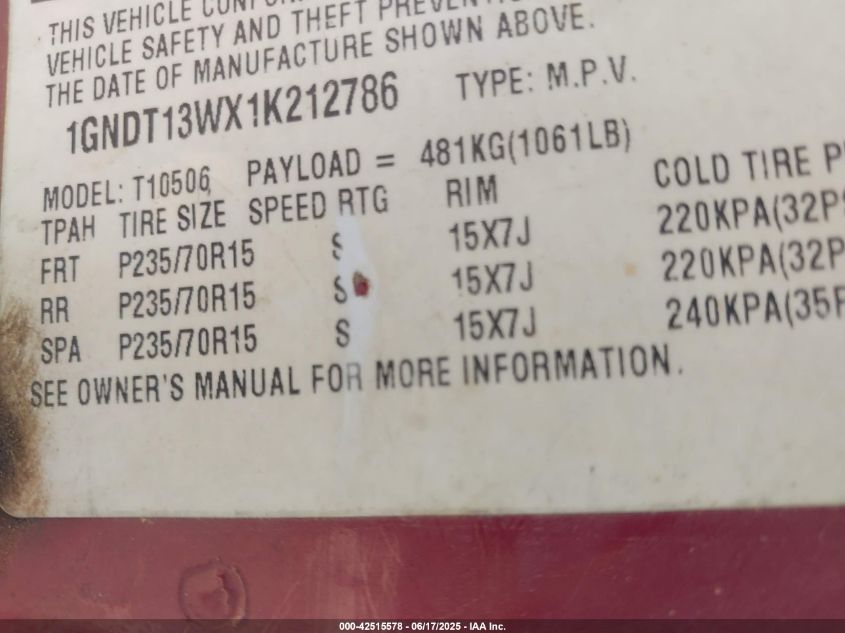 THIS VEHICLE
VEHICLE SAFETY AND THEFT
THE DATE OF MANUFACTURE SHOWN ABOVE.
1GNDT13WX1K212786 TYPE: M.P.V.
MODEL: T10506 PAYLOAD = 481KG(1061LB)
TPAH TIRE SIZE SPEED RTG RIM COLD TIRE
FRT P235/70R15 S 15X7J 220KPA(32P
RR P235/70R15 S 15X7J 220KPA(32P
SPA P235/70R15 S 15X7J 240KPA(35P
SEE OWNER'S MANUAL FOR MORE INFORMATION.
000-42515578 - 06/17/2025 - IAA Inc.